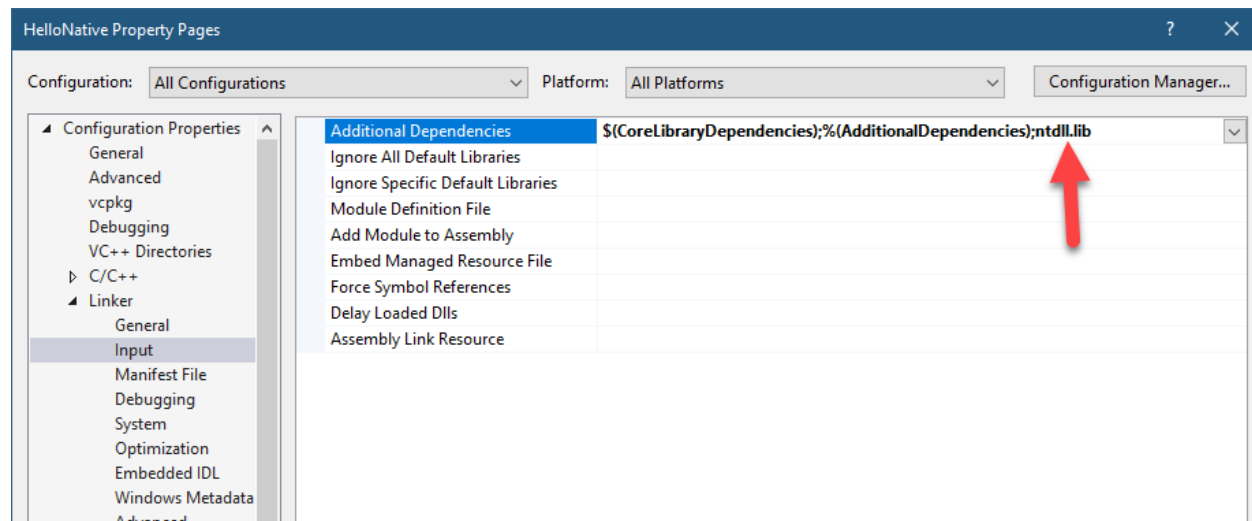 HelloNative Property Pages
Configuration: All Configurations Platform: All Platforms Configuration Manager...
Configuration Properties
General
Advanced
vcpkg
Debugging
VC++ Directories
C/C++
Linker
General
Input
Manifest File
Debugging
System
Optimization
Embedded IDL
Windows Metadata
Advanced
Additional Dependencies $(CoreLibraryDependencies);%(AdditionalDependencies);ntdll.lib
Ignore All Default Libraries
Ignore Specific Default Libraries
Module Definition File
Add Module to Assembly
Embed Managed Resource File
Force Symbol References
Delay Loaded Dlls
Assembly Link Resource